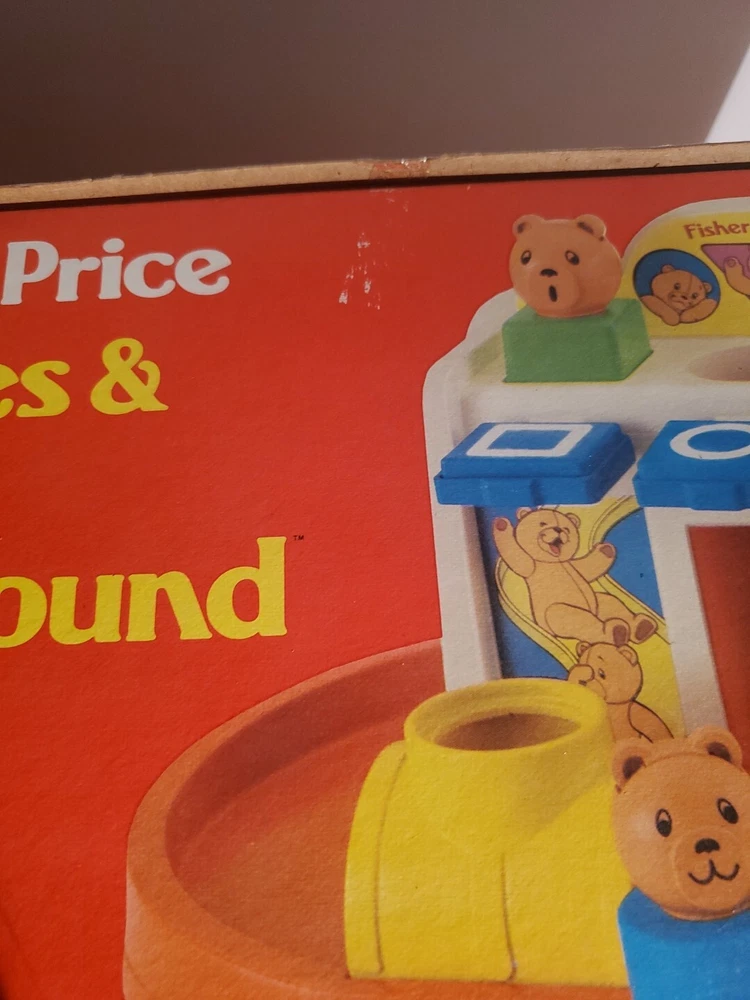 Price
es &
ound™
Fisher